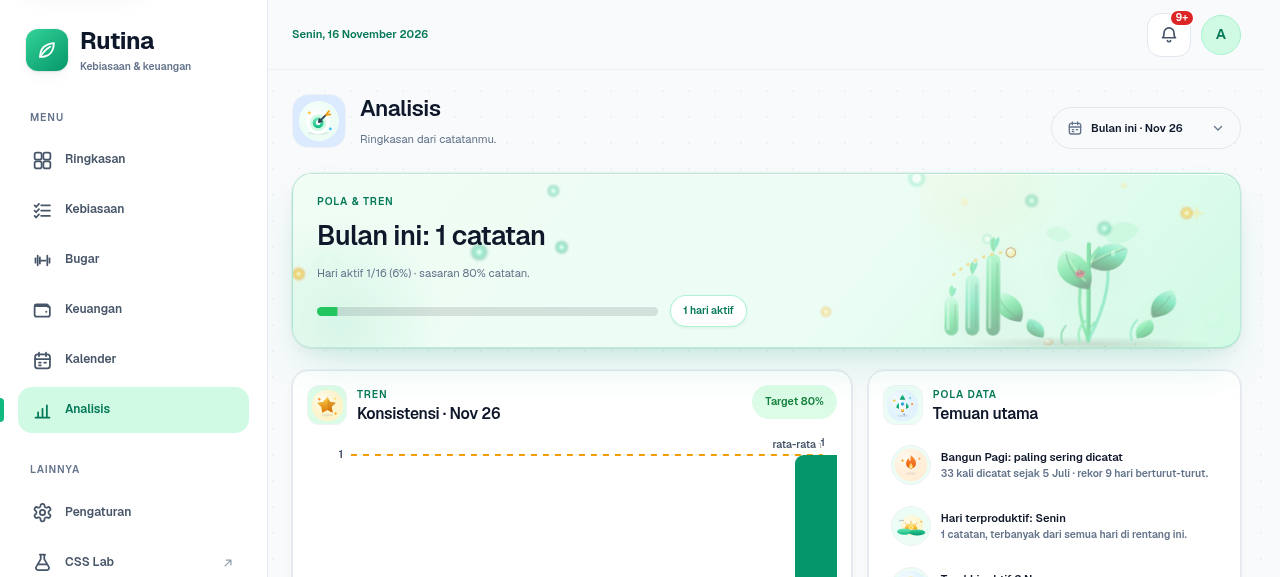 Rutina
Kebiasaan & keuangan
MENU
Ringkasan
Kebiasaan
Bugar
Keuangan
Kalender
Analisis
LAINNYA
Pengaturan
CSS Lab
Senin, 16 November 2026
9+
A
Analisis
Ringkasan dari catatanmu.
Bulan ini · Nov 26
POLA & TREN
Bulan ini: 1 catatan
Hari aktif 1/16 (6%) · sasaran 80% catatan.
1 hari aktif
TREN
Konsistensi · Nov 26
Target 80%
rata-rata
1
1
POLA DATA
Temuan utama
Bangun Pagi: paling sering dicatat
33 kali dicatat sejak 5 Juli · rekor 9 hari berturut-turut.
Hari terproduktif: Senin
1 catatan, terbanyak dari semua hari di rentang ini.